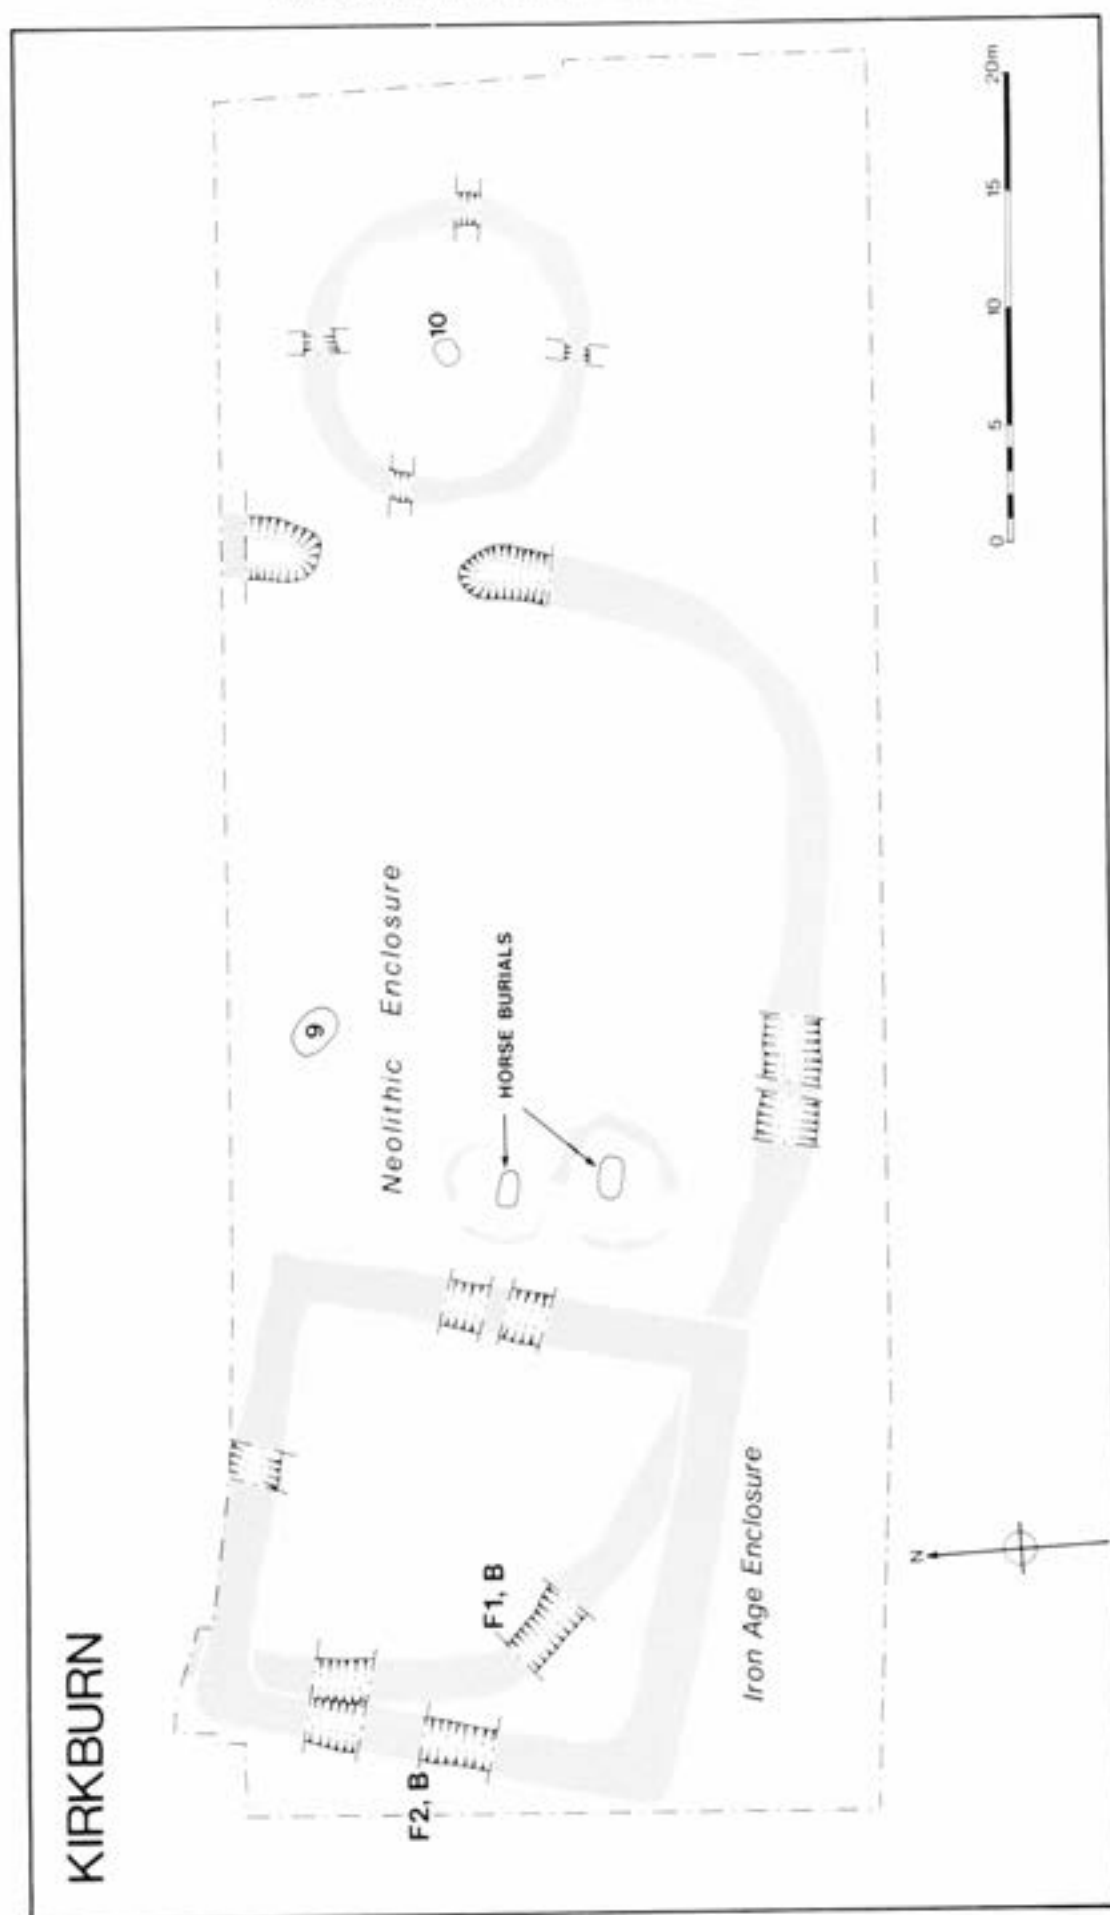 KIRKBURN
F2, B
F1, B
Iron Age Enclosure
Neolithic Enclosure
HORSE BURIALS
9
10
N
0 5 10 15 20m